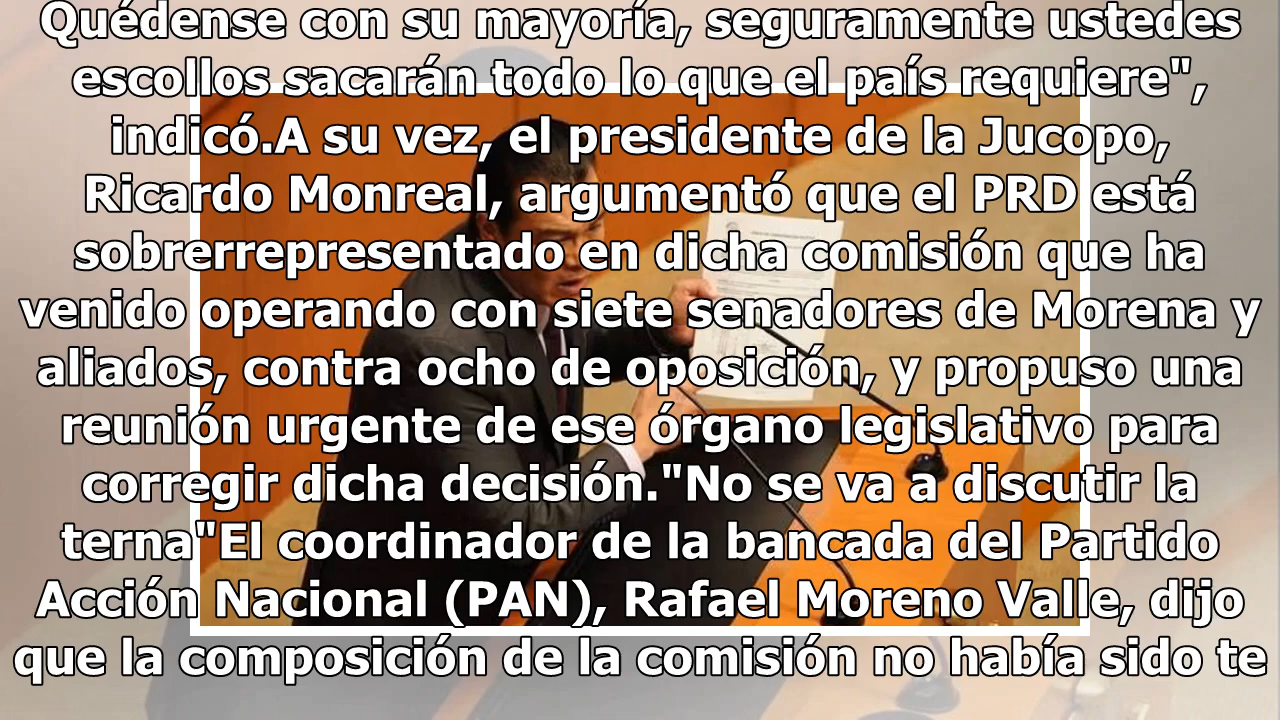 Quédense con su mayoría, seguramente ustedes
escollos sacarán todo lo que el país requiere",
indicó.A su vez, el presidente de la Jucopo,
Ricardo Monreal, argumentó que el PRD está
sobrerrepresentado en dicha comisión que ha
venido operando con siete senadores de Morena y
aliados, contra ocho de oposición, y propuso una
reunión urgente de ese órgano legislativo para
corregir dicha decisión."No se va a discutir la
terna"El coordinador de la bancada del Partido
Acción Nacional (PAN), Rafael Moreno Valle, dijo
que la composición de la comisión no había sido te